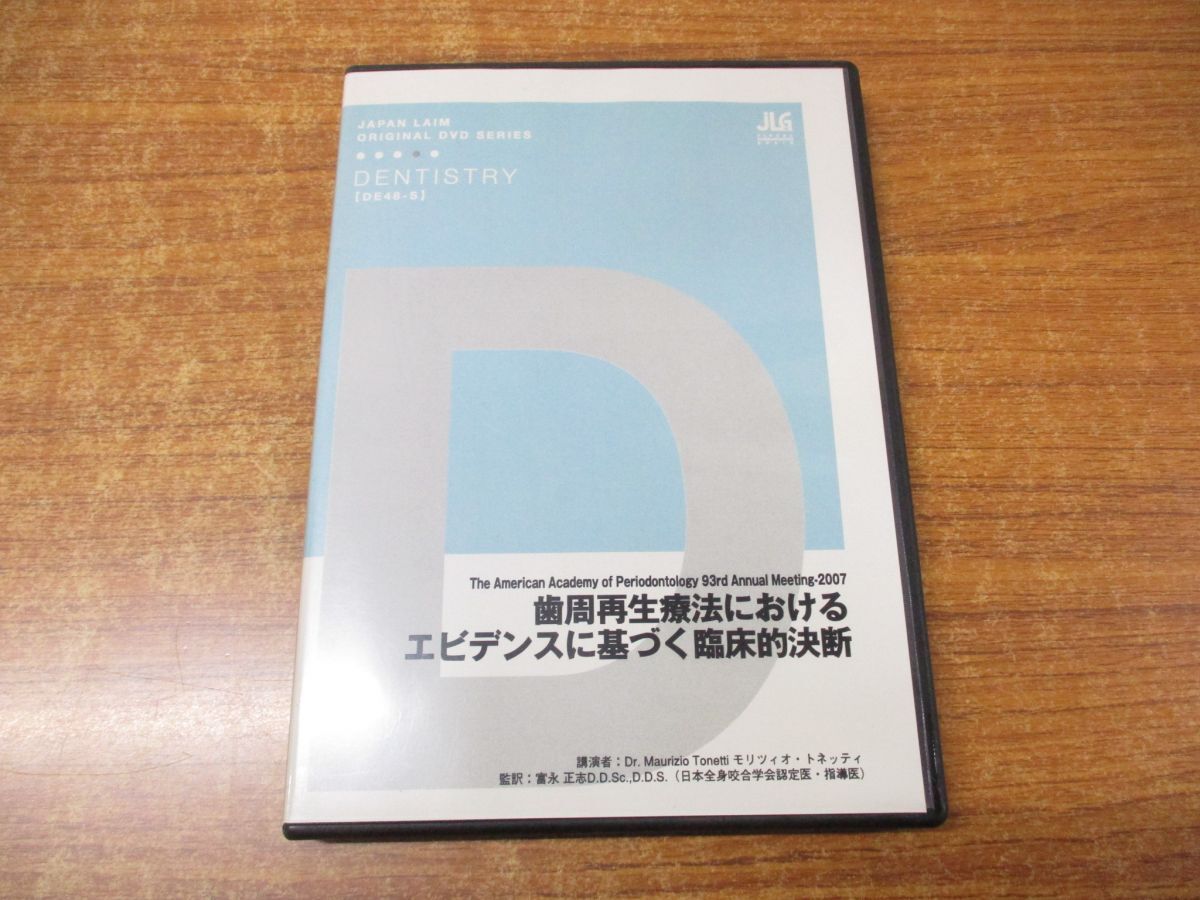 JAPAN LAIM
ORIGINAL DVD SERIES
JLG
DENTISTRY
[DE48-S]
D
The American Academy of Periodontology 93rd Annual Meeting-2007
歯周再生療法における
エビデンスに基づく臨床的決断
講演者：Dr. Maurizio Tonetti モリツィオ・トネッティ
監訳：富永 正志D.D.Sc.,D.D.S.（日本全身咬合学会認定医・指導医）